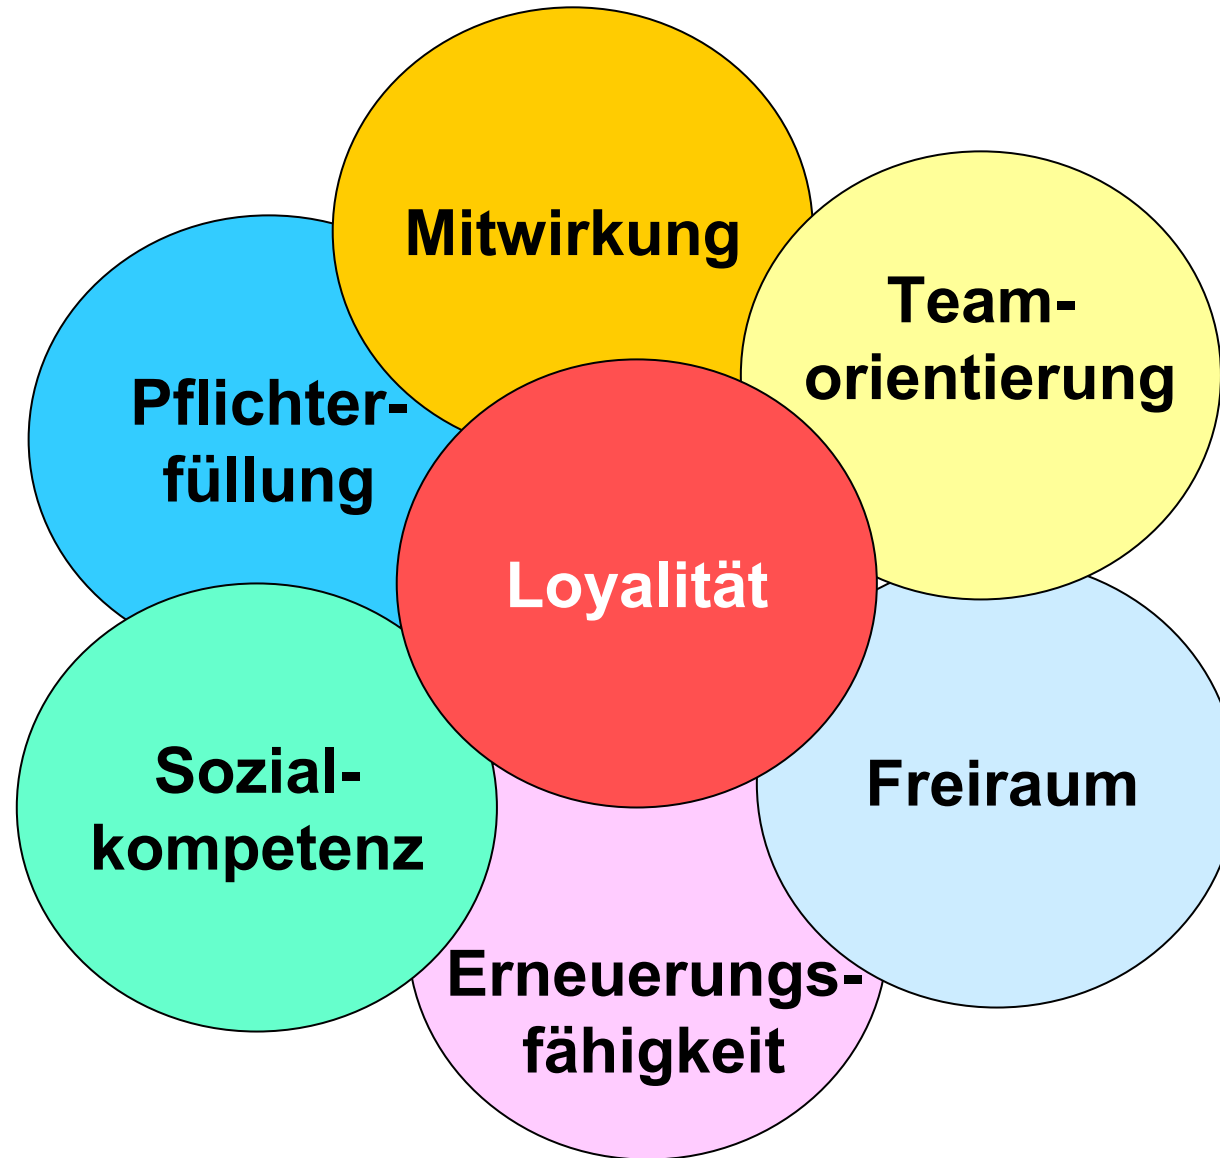 Mitwirkung
Team-
orientierung
Pflichter-
füllung
Loyalität
Sozial-
kompetenz
Freiraum
Erneuerungs-
fähigkeit